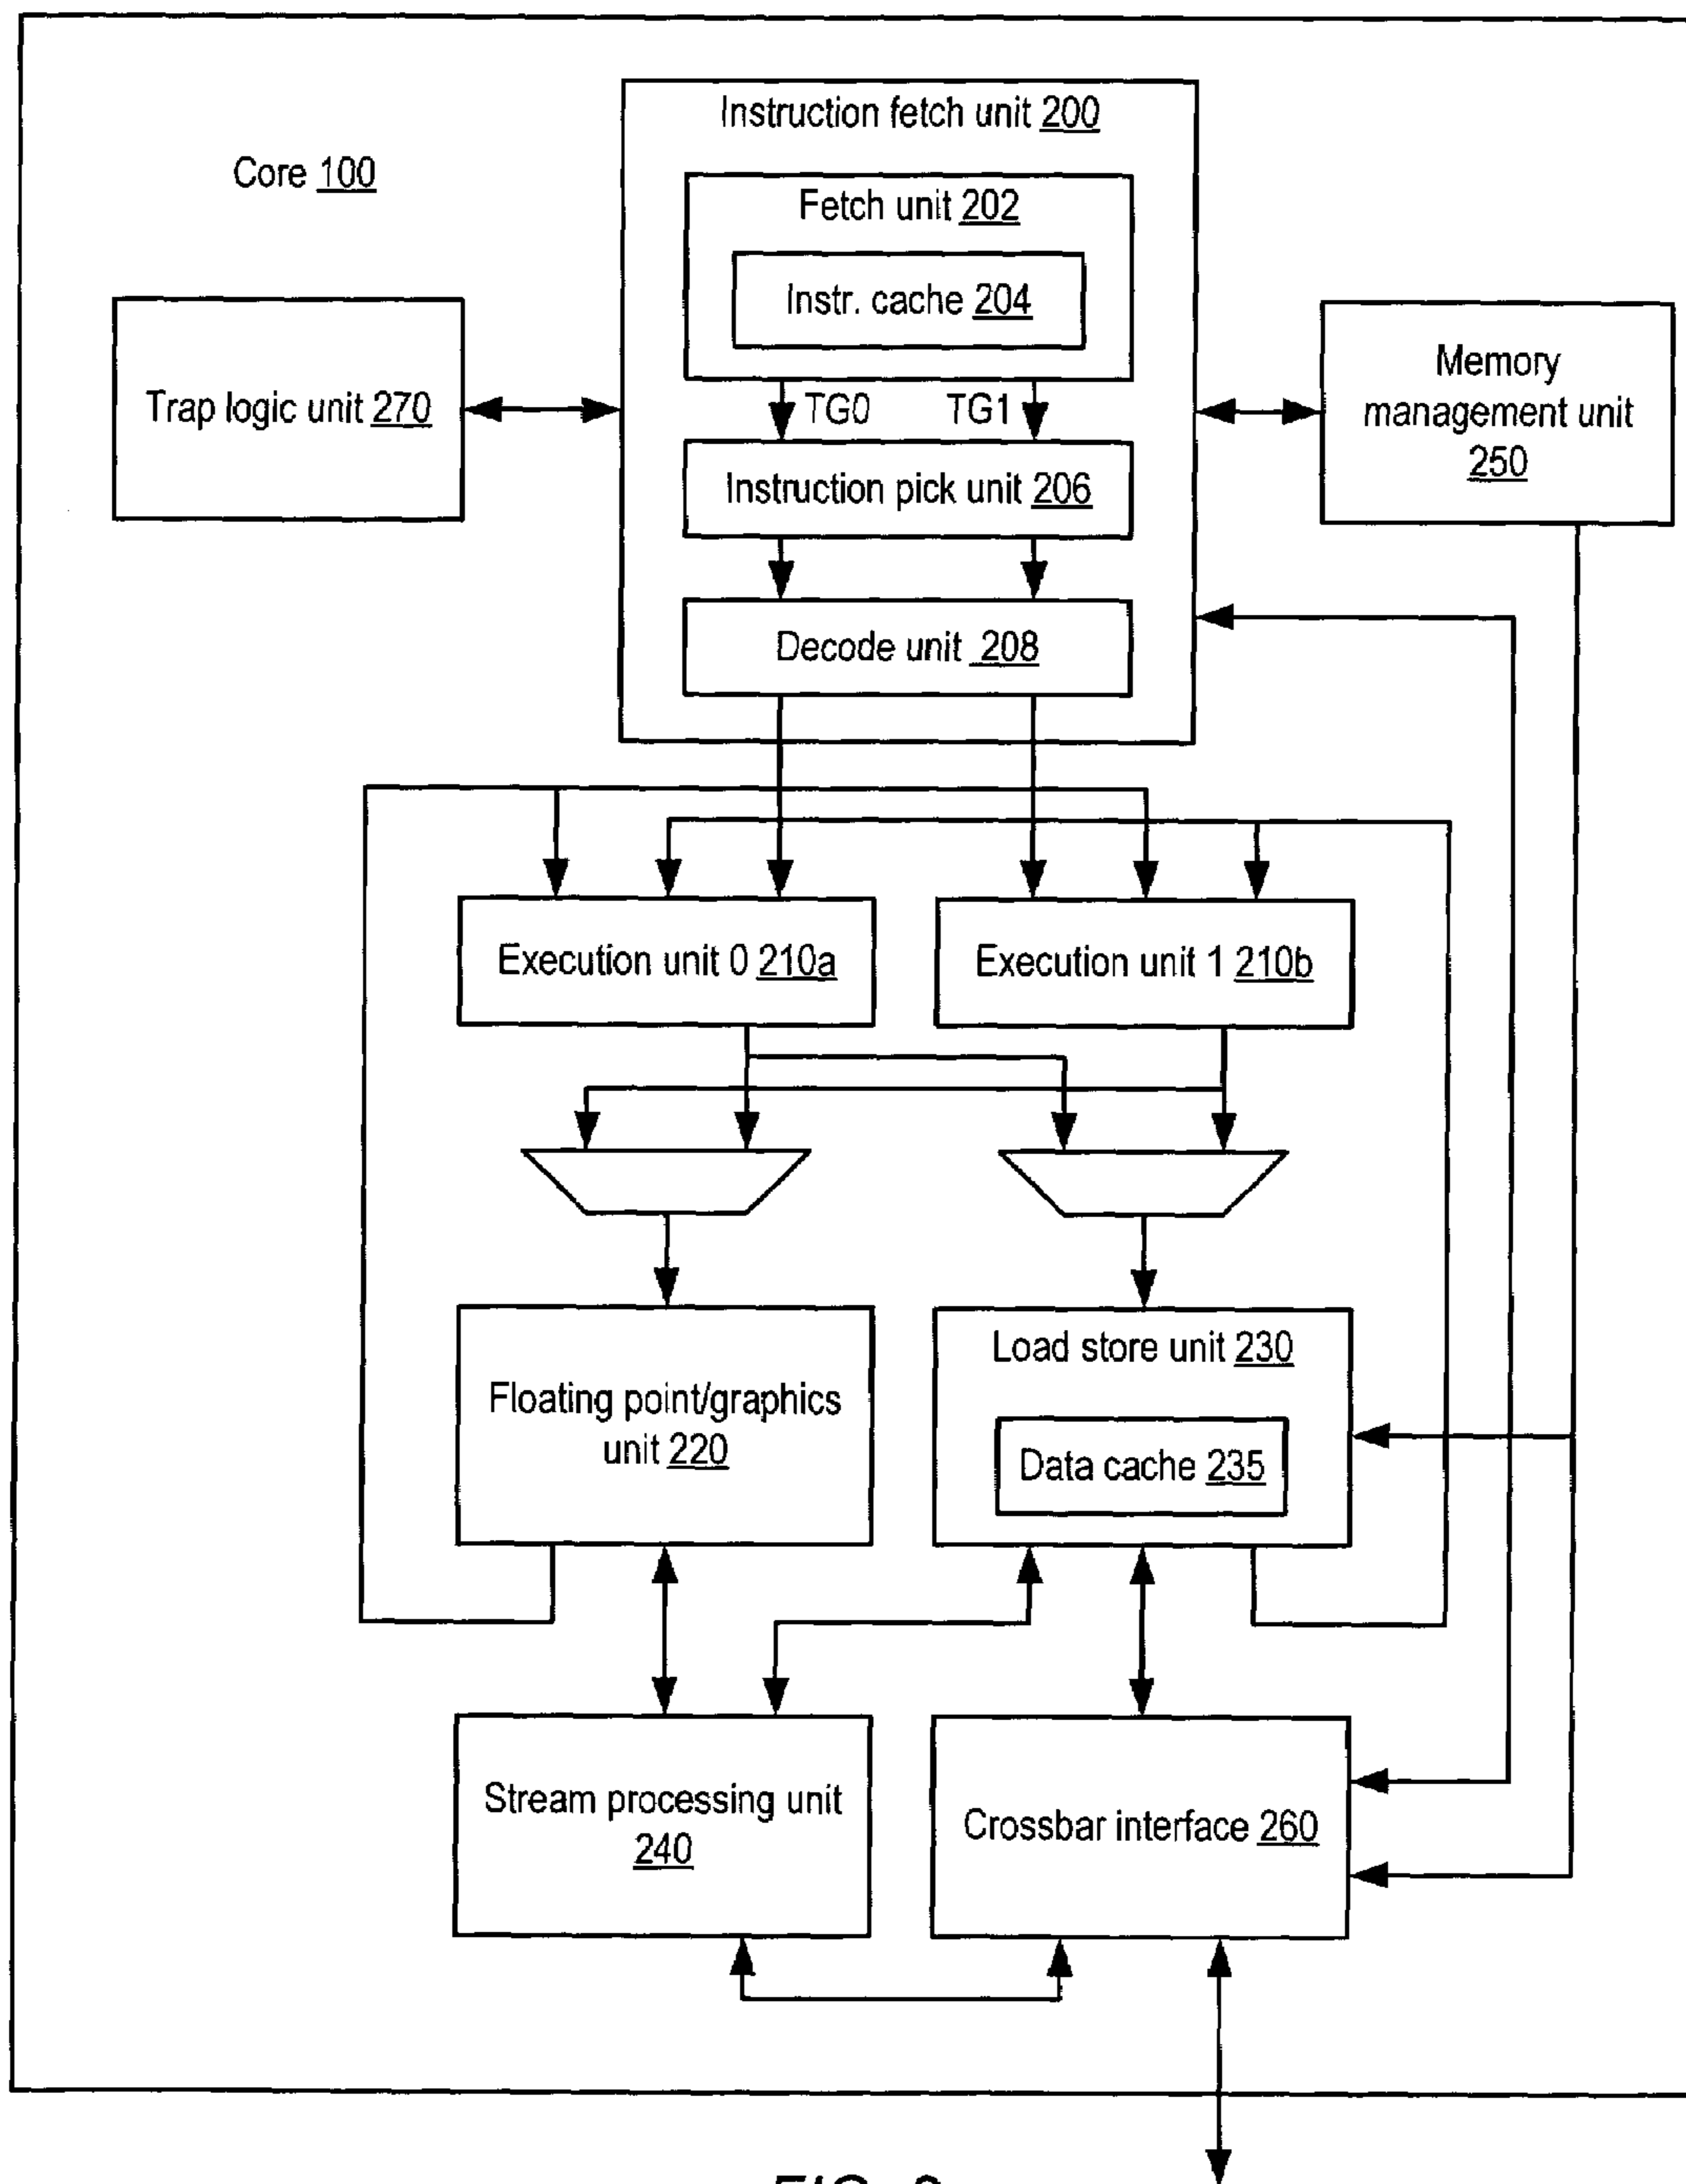 Instruction fetch unit 200
Core 100
Fetch unit 202
Instr. cache 204
Trap logic unit 270
TG0
TG1
Memory
management unit
250
Instruction pick unit 206
Decode unit 208
Execution unit 0 210a
Execution unit 1 210b
Load store unit 230
Floating point/graphics
unit 220
Data cache 235
Stream processing unit
240
Crossbar interface 260